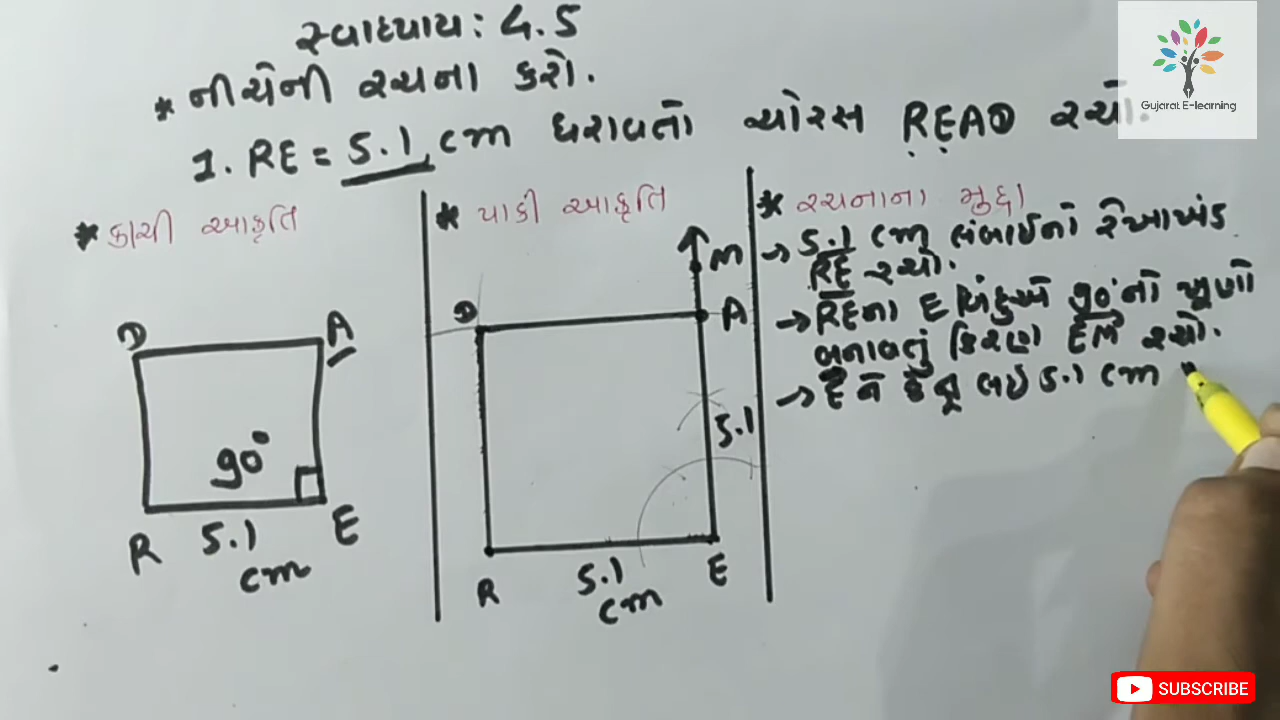 સ્વાધ્યાય: 4.5
* નીચેની રચના કરો.
1. RE = 5.1 cm ધરાવતો ચોરસ READ રચો.
* કાચી આકૃતિ
D
A
90°
R
5.1
cm
E
* પાકી આકૃતિ
M
D
A
5.1
R
5.1
cm
E
* રચનાના મુદ્દા
→ 5.1 cm લંબાઈનો રેખાખંડ
RE રચો.
→ REના E બિંદુએ 90°નો ખૂણો
બનાવતું કિરણ EM રચો.
→ E ને કેન્દ્ર લઈ 5.1 cm
Gujarat E-learning
SUBSCRIBE